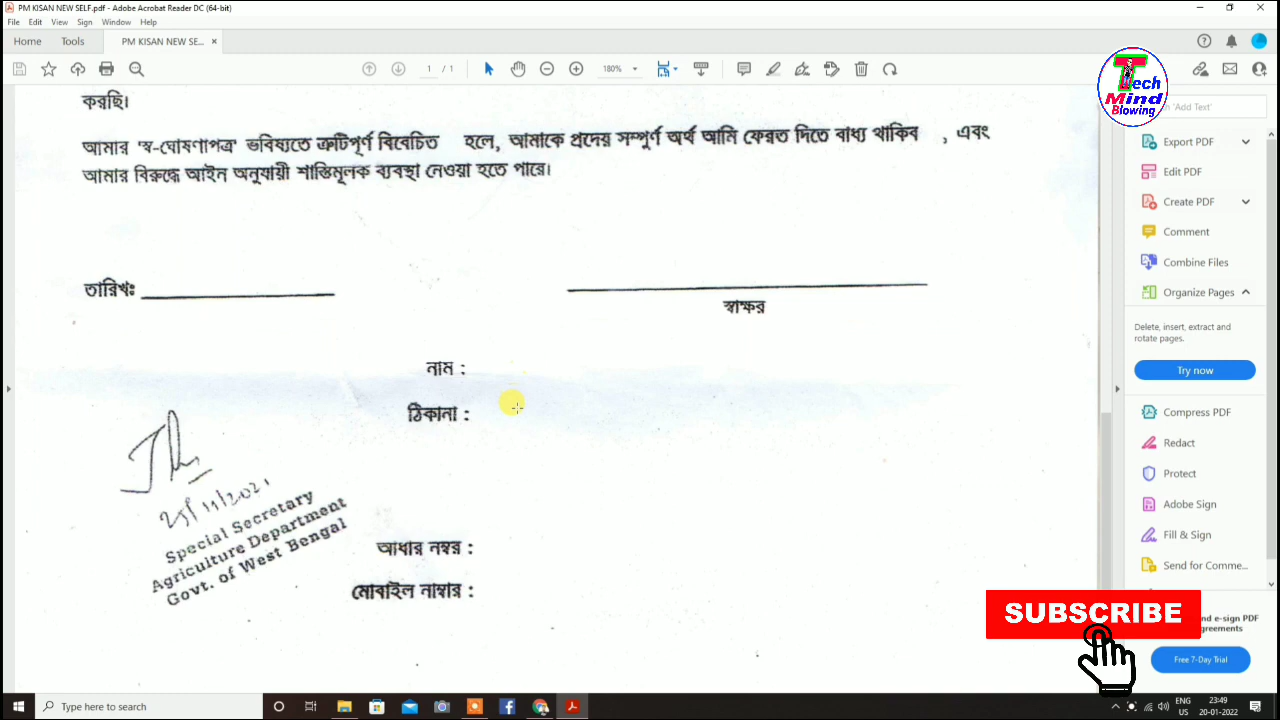 PM KISAN NEW SELF.pdf - Adobe Acrobat Reader DC (64-bit)
File Edit View Sign Window Help
Home Tools PM KISAN NEW SE... ×
/ 1 180%
Tech
Mind
Blowing
'Add Text'
করছি।
আমার 'স্ব-ঘোষণাপত্র' ভবিষ্যতে ত্রুটিপূর্ণ বিবেচিত হলে, আমাকে প্রদেয় সম্পুর্ণ অর্থ আমি ফেরত দিতে বাধ্য থাকিব , এবং
আমার বিরুদ্ধে আইন অনুযায়ী শাস্তিমূলক ব্যবস্থা নেওয়া হতে পারে।
তারিখঃ
স্বাক্ষর
নাম :
ঠিকানা :
আধার নম্বর :
মোবাইল নাম্বার :
Special Secretary
Agriculture Department
Govt. of West Bengal
Export PDF
Edit PDF
Create PDF
Comment
Combine Files
Organize Pages
Delete, insert, extract and
rotate pages.
Try now
Compress PDF
Redact
Protect
Adobe Sign
Fill & Sign
Send for Comme...
SUBSCRIBE
nd e-sign PDF
greements
Free 7-Day Trial
Type here to search
ENG
US
23:49
20-01-2022